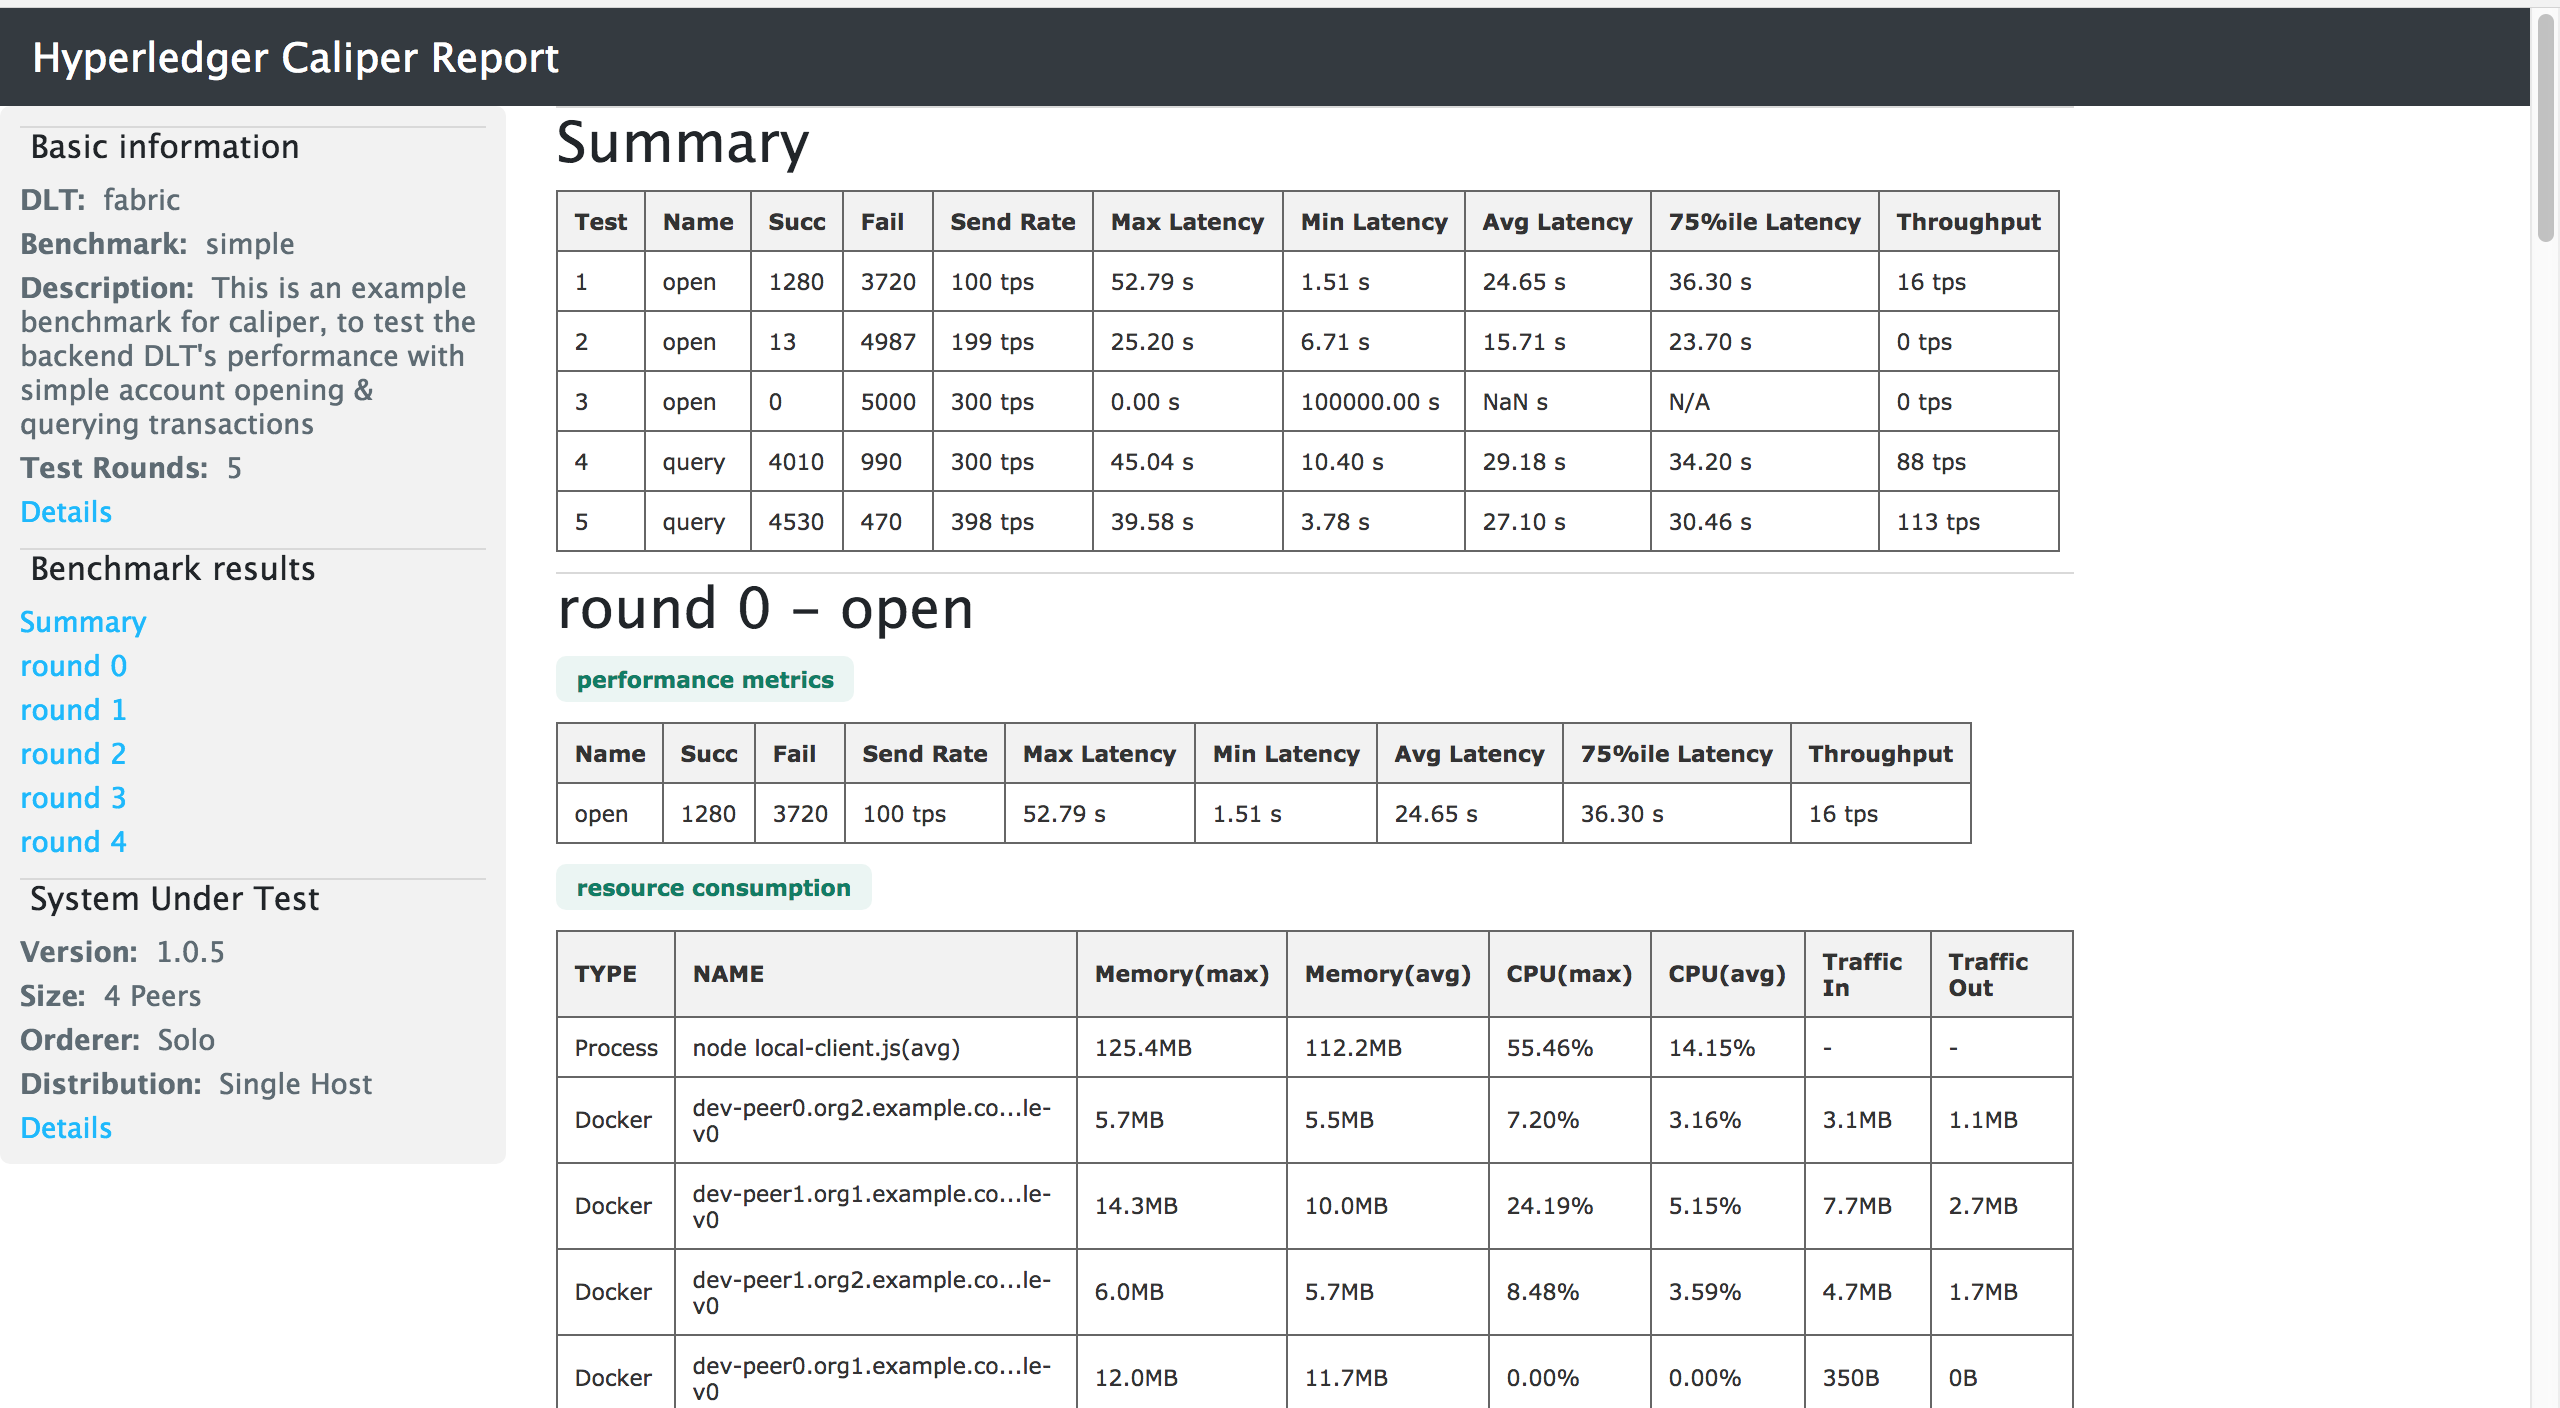 Hyperledger Caliper Report
Basic information
DLT: fabric
Benchmark: simple
Description: This is an example
benchmark for caliper, to test the
backend DLT's performance with
simple account opening &
querying transactions
Test Rounds: 5
Details
Benchmark results
Summary
round 0
round 1
round 2
round 3
round 4
System Under Test
Version: 1.0.5
Size: 4 Peers
Orderer: Solo
Distribution: Single Host
Details
Summary
Test Name Succ Fail Send Rate Max Latency Min Latency Avg Latency 75%ile Latency Throughput
1 open 1280 3720 100 tps 52.79 s 1.51 s 24.65 s 36.30 s 16 tps
2 open 13 4987 199 tps 25.20 s 6.71 s 15.71 s 23.70 s 0 tps
3 open 0 5000 300 tps 0.00 s 100000.00 s NaN s N/A 0 tps
4 query 4010 990 300 tps 45.04 s 10.40 s 29.18 s 34.20 s 88 tps
5 query 4530 470 398 tps 39.58 s 3.78 s 27.10 s 30.46 s 113 tps
round 0 - open
performance metrics
Name Succ Fail Send Rate Max Latency Min Latency Avg Latency 75%ile Latency Throughput
open 1280 3720 100 tps 52.79 s 1.51 s 24.65 s 36.30 s 16 tps
resource consumption
TYPE NAME Memory(max) Memory(avg) CPU(max) CPU(avg) Traffic In Traffic Out
Process node local-client.js(avg) 125.4MB 112.2MB 55.46% 14.15% - -
Docker dev-peer0.org2.example.co...le-v0 5.7MB 5.5MB 7.20% 3.16% 3.1MB 1.1MB
Docker dev-peer1.org1.example.co...le-v0 14.3MB 10.0MB 24.19% 5.15% 7.7MB 2.7MB
Docker dev-peer1.org2.example.co...le-v0 6.0MB 5.7MB 8.48% 3.59% 4.7MB 1.7MB
Docker dev-peer0.org1.example.co...le-v0 12.0MB 11.7MB 0.00% 0.00% 350B 0B